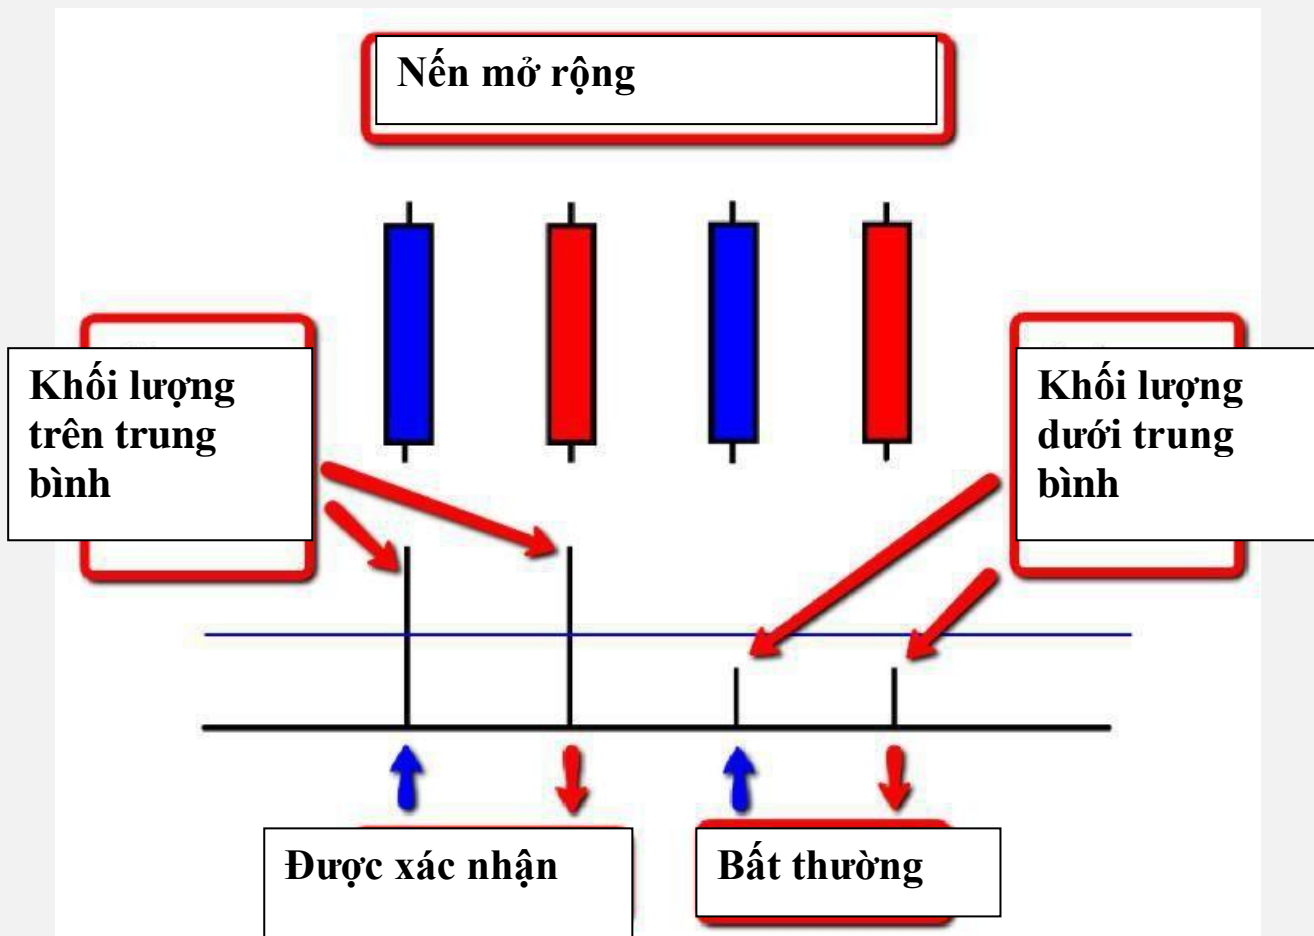 Nến mở rộng
Khối lượng
trên trung
bình
Khối lượng
dưới trung
bình
Được xác nhận
Bất thường